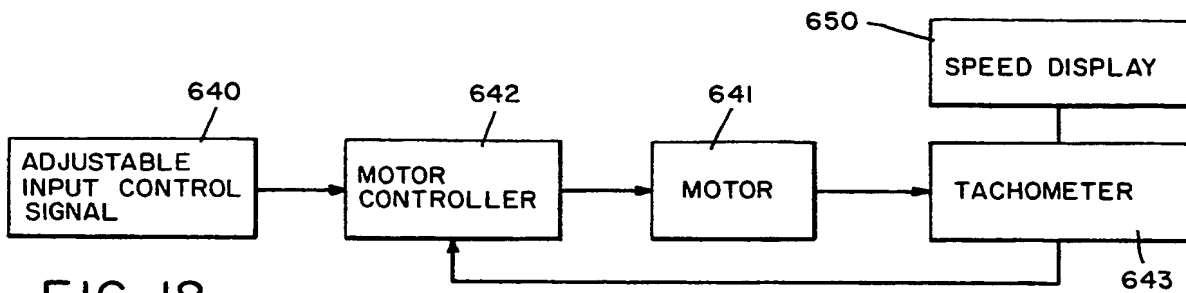 650
SPEED DISPLAY
640
642
641
ADJUSTABLE
INPUT CONTROL
SIGNAL
MOTOR
CONTROLLER
MOTOR
TACHOMETER
643